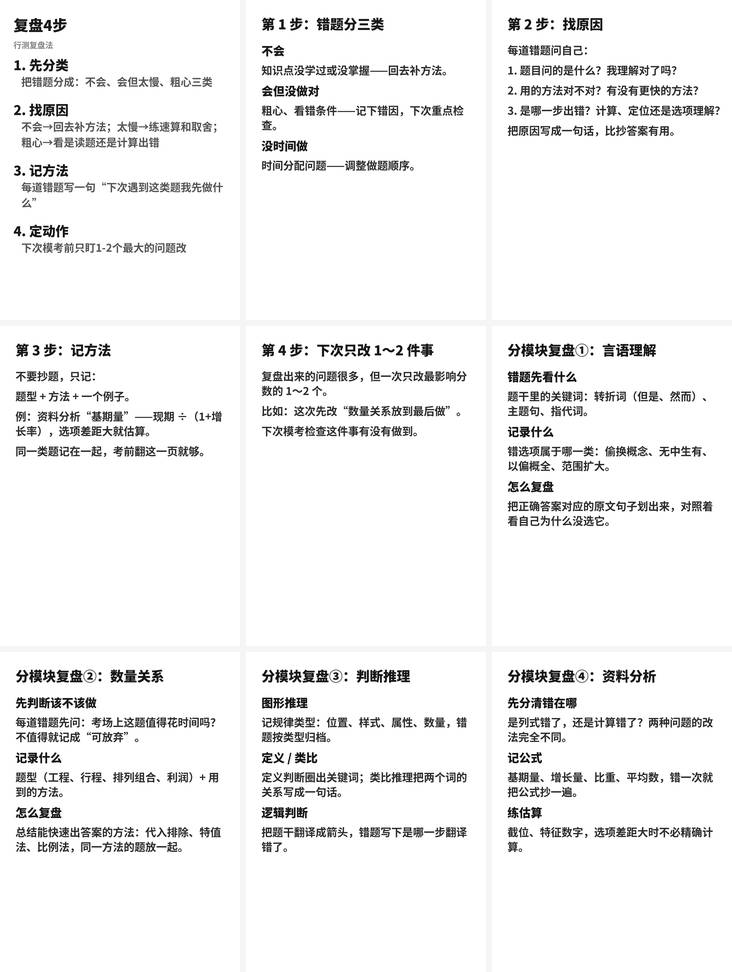 复盘4步
行测复盘法
1. 先分类
把错题分成：不会、会但太慢、粗心三类
2. 找原因
不会→回去补方法；太慢→练速算和取舍；
粗心→看是读题还是计算出错
3. 记方法
每道错题写一句“下次遇到这类题我先做什
么”
4. 定动作
下次模考前只盯1-2个最大的问题改
第 1 步：错题分三类
不会
知识点没学过或没掌握——回去补方法。
会但没做对
粗心、看错条件——记下错因，下次重点检
查。
没时间做
时间分配问题——调整做题顺序。
第 2 步：找原因
每道错题问自己：
1. 题目问的是什么？我理解对了吗？
2. 用的方法对不对？有没有更快的方法？
3. 是哪一步出错？计算、定位还是选项理解？
把原因写成一句话，比抄答案有用。
第 3 步：记方法
不要抄题，只记：
题型 + 方法 + 一个例子。
例：资料分析“基期量”——现期 ÷（1+增
长率），选项差距大就估算。
同一类题记在一起，考前翻这一页就够。
第 4 步：下次只改 1～2 件事
复盘出来的问题很多，但一次只改最影响分
数的 1～2 个。
比如：这次先改“数量关系放到最后做”。
下次模考检查这件事有没有做到。
分模块复盘①：言语理解
错题先看什么
题干里的关键词：转折词（但是、然而）、
主题句、指代词。
记录什么
错选项属于哪一类：偷换概念、无中生有、
以偏概全、范围扩大。
怎么复盘
把正确答案对应的原文句子划出来，对照着
看自己为什么没选它。
分模块复盘②：数量关系
先判断该不该做
每道错题先问：考场上这题值得花时间吗？
不值得就记成“可放弃”。
记录什么
题型（工程、行程、排列组合、利润）+ 用
到的方法。
怎么复盘
总结能快速出答案的方法：代入排除、特值
法、比例法，同一方法的题放一起。
分模块复盘③：判断推理
图形推理
记规律类型：位置、样式、属性、数量，错
题按类型归档。
定义 / 类比
定义判断圈出关键词；类比推理把两个词的
关系写成一句话。
逻辑判断
把题干翻译成箭头，错题写下是哪一步翻译
错了。
分模块复盘④：资料分析
先分清错在哪
是列式错了，还是计算错了？两种问题的改
法完全不同。
记公式
基期量、增长量、比重、平均数，错一次就
把公式抄一遍。
练估算
截位、特征数字，选项差距大时不必精确计
算。